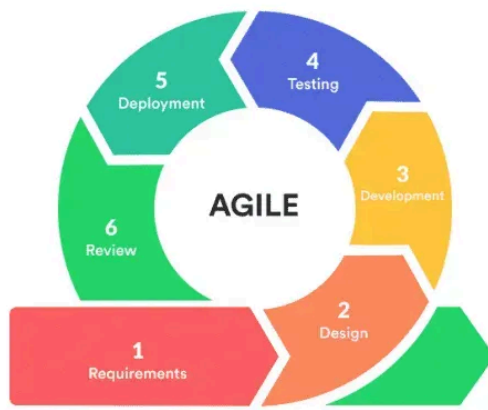 AGILE
1
Requirements
2
Design
3
Development
4
Testing
5
Deployment
6
Review